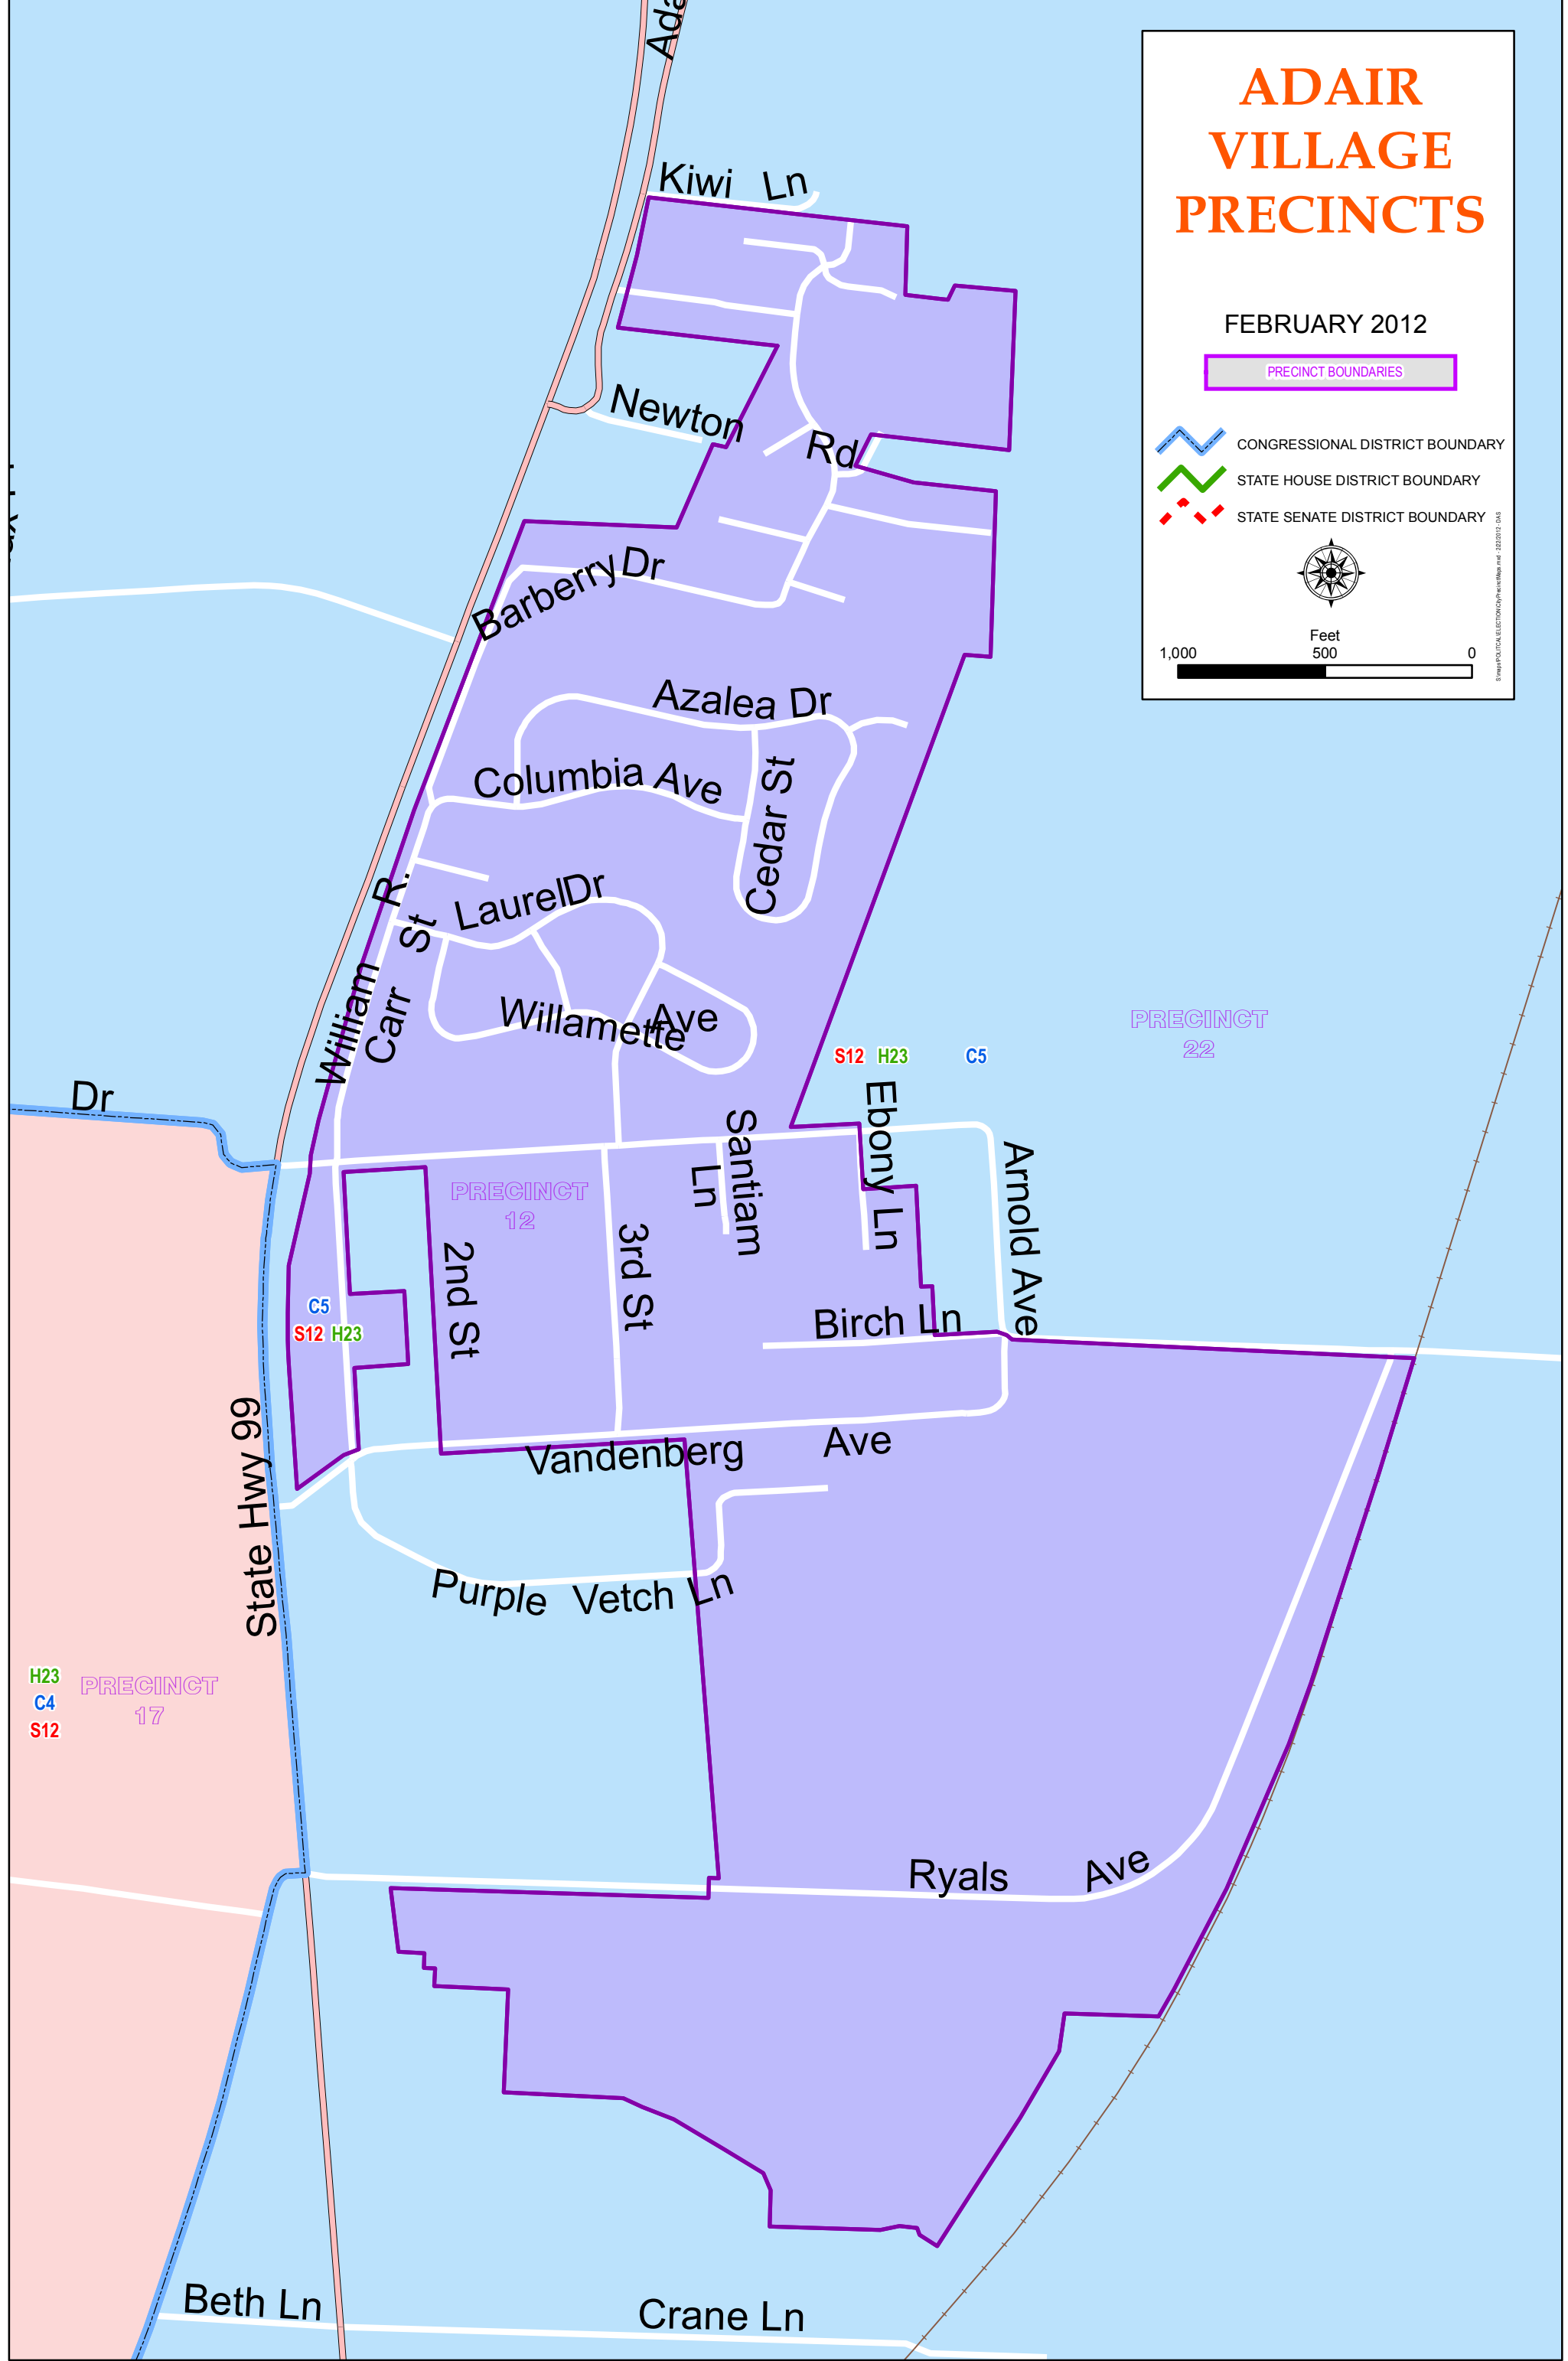 ADAIR
VILLAGE
PRECINCTS
FEBRUARY 2012
PRECINCT BOUNDARIES
CONGRESSIONAL DISTRICT BOUNDARY
STATE HOUSE DISTRICT BOUNDARY
STATE SENATE DISTRICT BOUNDARY
Feet
1,000 500 0
Kiwi Ln
Newton
Rd
Barberry Dr
Azalea Dr
Columbia Ave
Cedar St
William R.
Carr St
Laurel Dr
Willamette Ave
PRECINCT
22
S12 H23 C5
Dr
Ebony Ln
Santiam
Ln
Arnold Ave
PRECINCT
12
2nd St
3rd St
C5
S12 H23
Birch Ln
State Hwy 99
Vandenberg Ave
Purple Vetch Ln
H23
C4
S12
PRECINCT
17
Ryals Ave
Beth Ln
Crane Ln